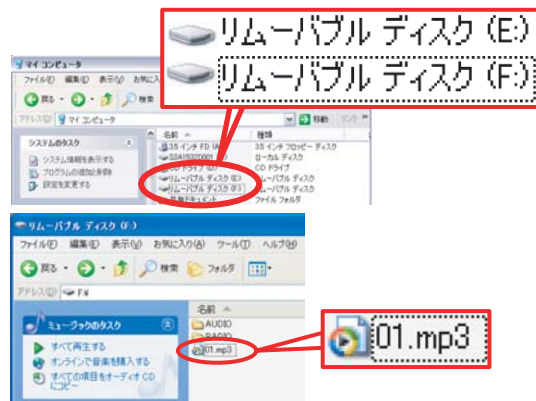 リムーバブル ディスク (E:)
リムーバブル ディスク (F:)
マイ コンピュータ
ファイル(F) 編集(E) 表示(V) お気に入
戻る 検索
アドレス(D) マイ コンピュータ 移動
システムのタスク
システム情報を表示する
プログラムの追加と削除
設定を変更する
名前 種類
3.5 インチ FD (A:) 3.5 インチ フロッピー ディスク
ローカル ディスク
CD ドライブ (D:) CD ドライブ
リムーバブル ディスク (E:) リムーバブル ディスク
リムーバブル ディスク (F:) リムーバブル ディスク
共有ドキュメント ファイル フォルダ
リムーバブル ディスク (F:)
ファイル(F) 編集(E) 表示(V) お気に入り(A) ツール(T) ヘルプ(H)
戻る 検索 フォルダ
アドレス(D) F:¥
ミュージックのタスク
すべて再生する
オンラインで音楽を購入する
すべての項目をオーディオ CD
にコピー
名前
AUDIO
RADIO
01.mp3
01.mp3